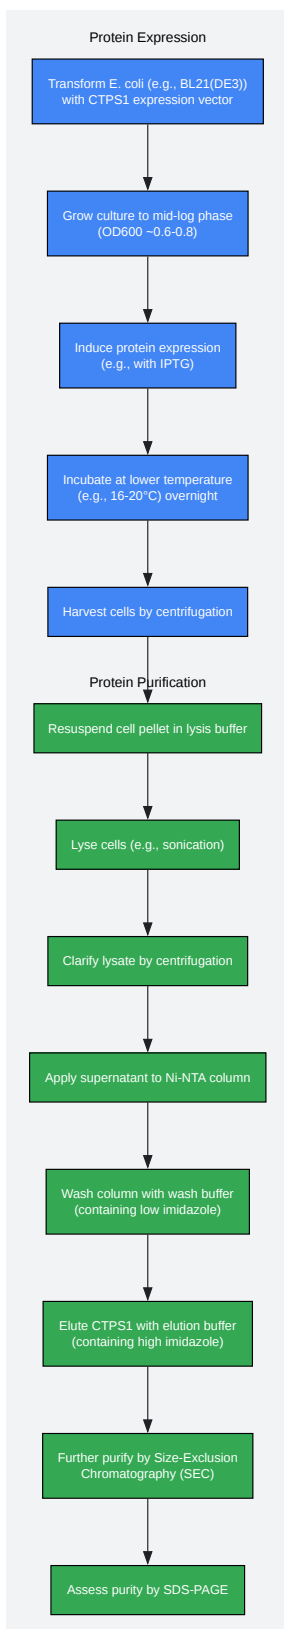 Protein Expression
Transform E. coli (e.g., BL21(DE3))
with CTPS1 expression vector
Grow culture to mid-log phase
(OD600 ~0.6-0.8)
Induce protein expression
(e.g., with IPTG)
Incubate at lower temperature
(e.g., 16-20°C) overnight
Harvest cells by centrifugation
Protein Purification
Resuspend cell pellet in lysis buffer
Lyse cells (e.g., sonication)
Clarify lysate by centrifugation
Apply supernatant to Ni-NTA column
Wash column with wash buffer
(containing low imidazole)
Elute CTPS1 with elution buffer
(containing high imidazole)
Further purify by Size-Exclusion
Chromatography (SEC)
Assess purity by SDS-PAGE